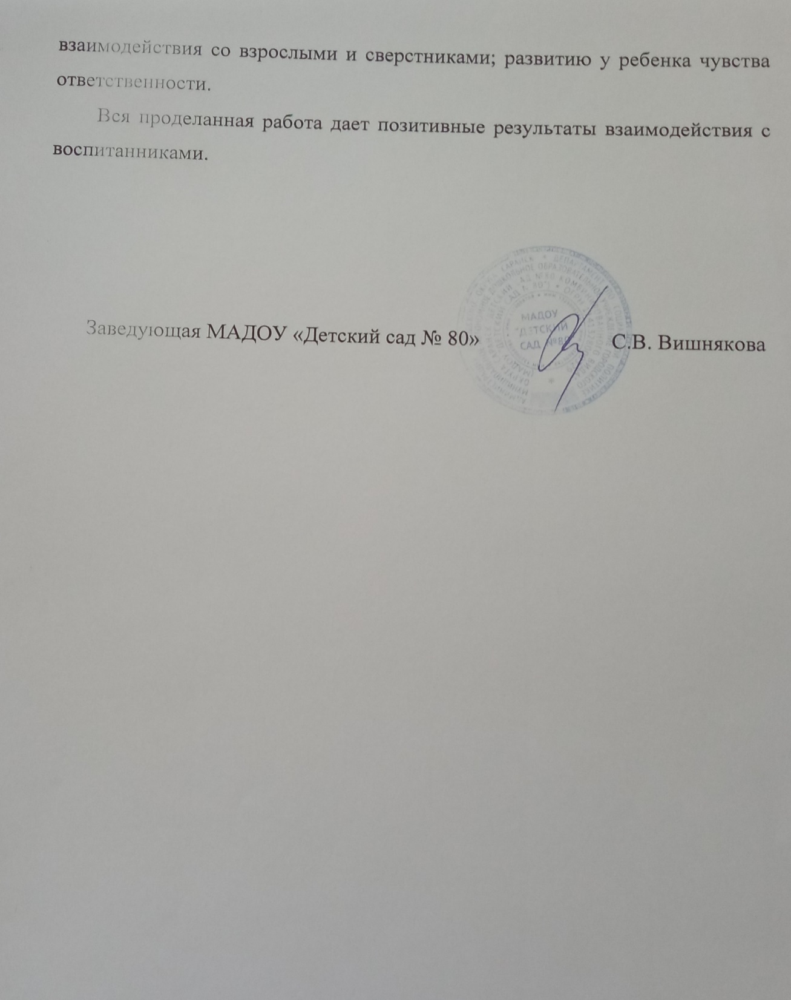 взаимодействия со взрослыми и сверстниками; развитию у ребенка чувства
ответственности.
Вся проделанная работа дает позитивные результаты взаимодействия с
воспитанниками.
Заведующая МАДОУ «Детский сад № 80»
С.В. Вишнякова
МАДОУ
"ДЕТСКИЙ
САД №80"